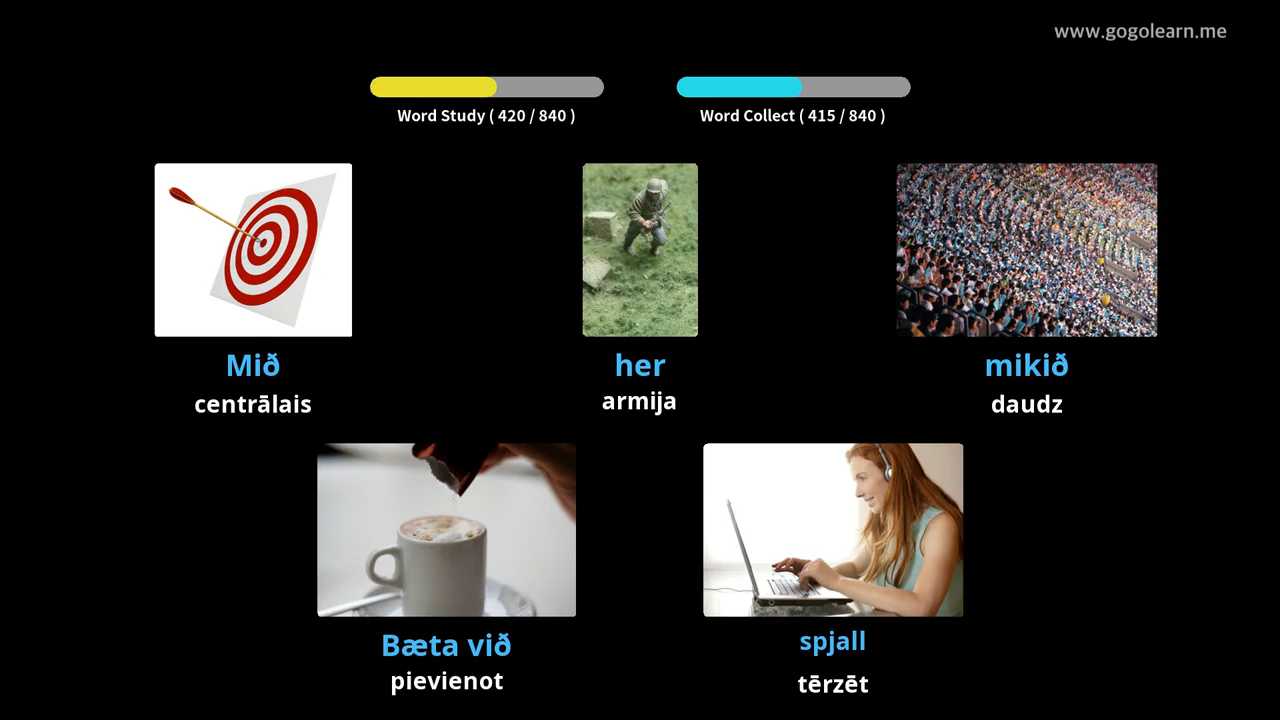 www.gogolearn.me
Word Study ( 420 / 840 )
Word Collect ( 415 / 840 )
Mið
centrālais
her
armija
mikið
daudz
Bæta við
pievienot
spjall
tērzēt